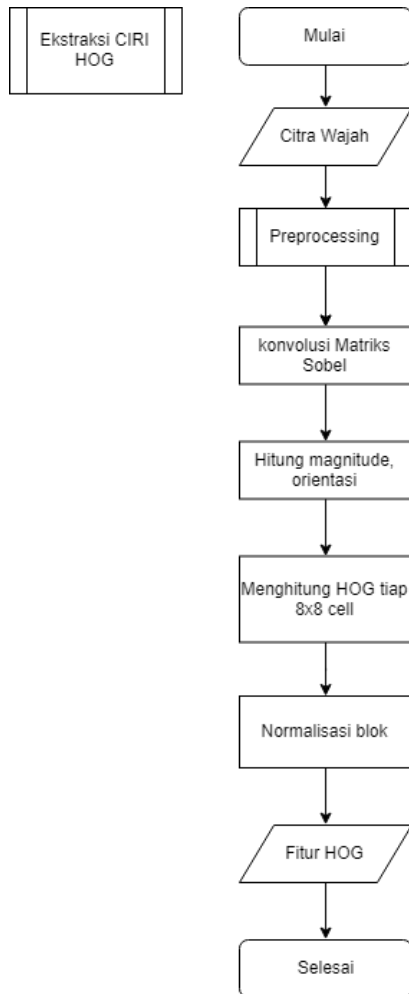 Ekstraksi CIRI
HOG
Mulai
Citra Wajah
Preprocessing
konvolusi Matriks
Sobel
Hitung magnitude,
orientasi
Menghitung HOG tiap
8x8 cell
Normalisasi blok
Fitur HOG
Selesai